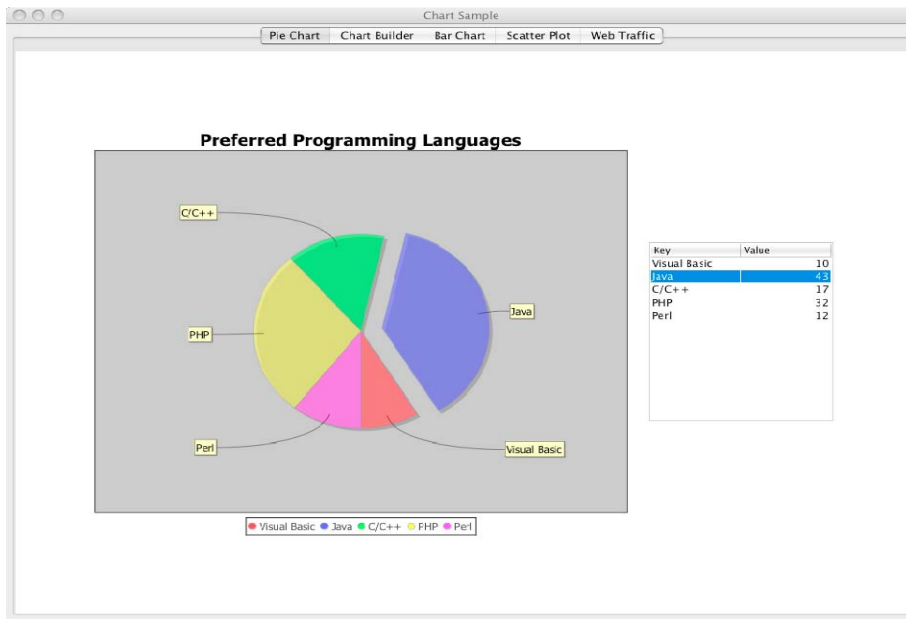 Chart Sample
Pie Chart Chart Builder Bar Chart Scatter Plot Web Traffic
Preferred Programming Languages
C/C++
Java
PHP
Perl
Visual Basic
Key Value
Visual Basic 10
Java 43
C/C++ 17
PHP 32
Perl 12
Visual Basic Java C/C++ PHP Perl